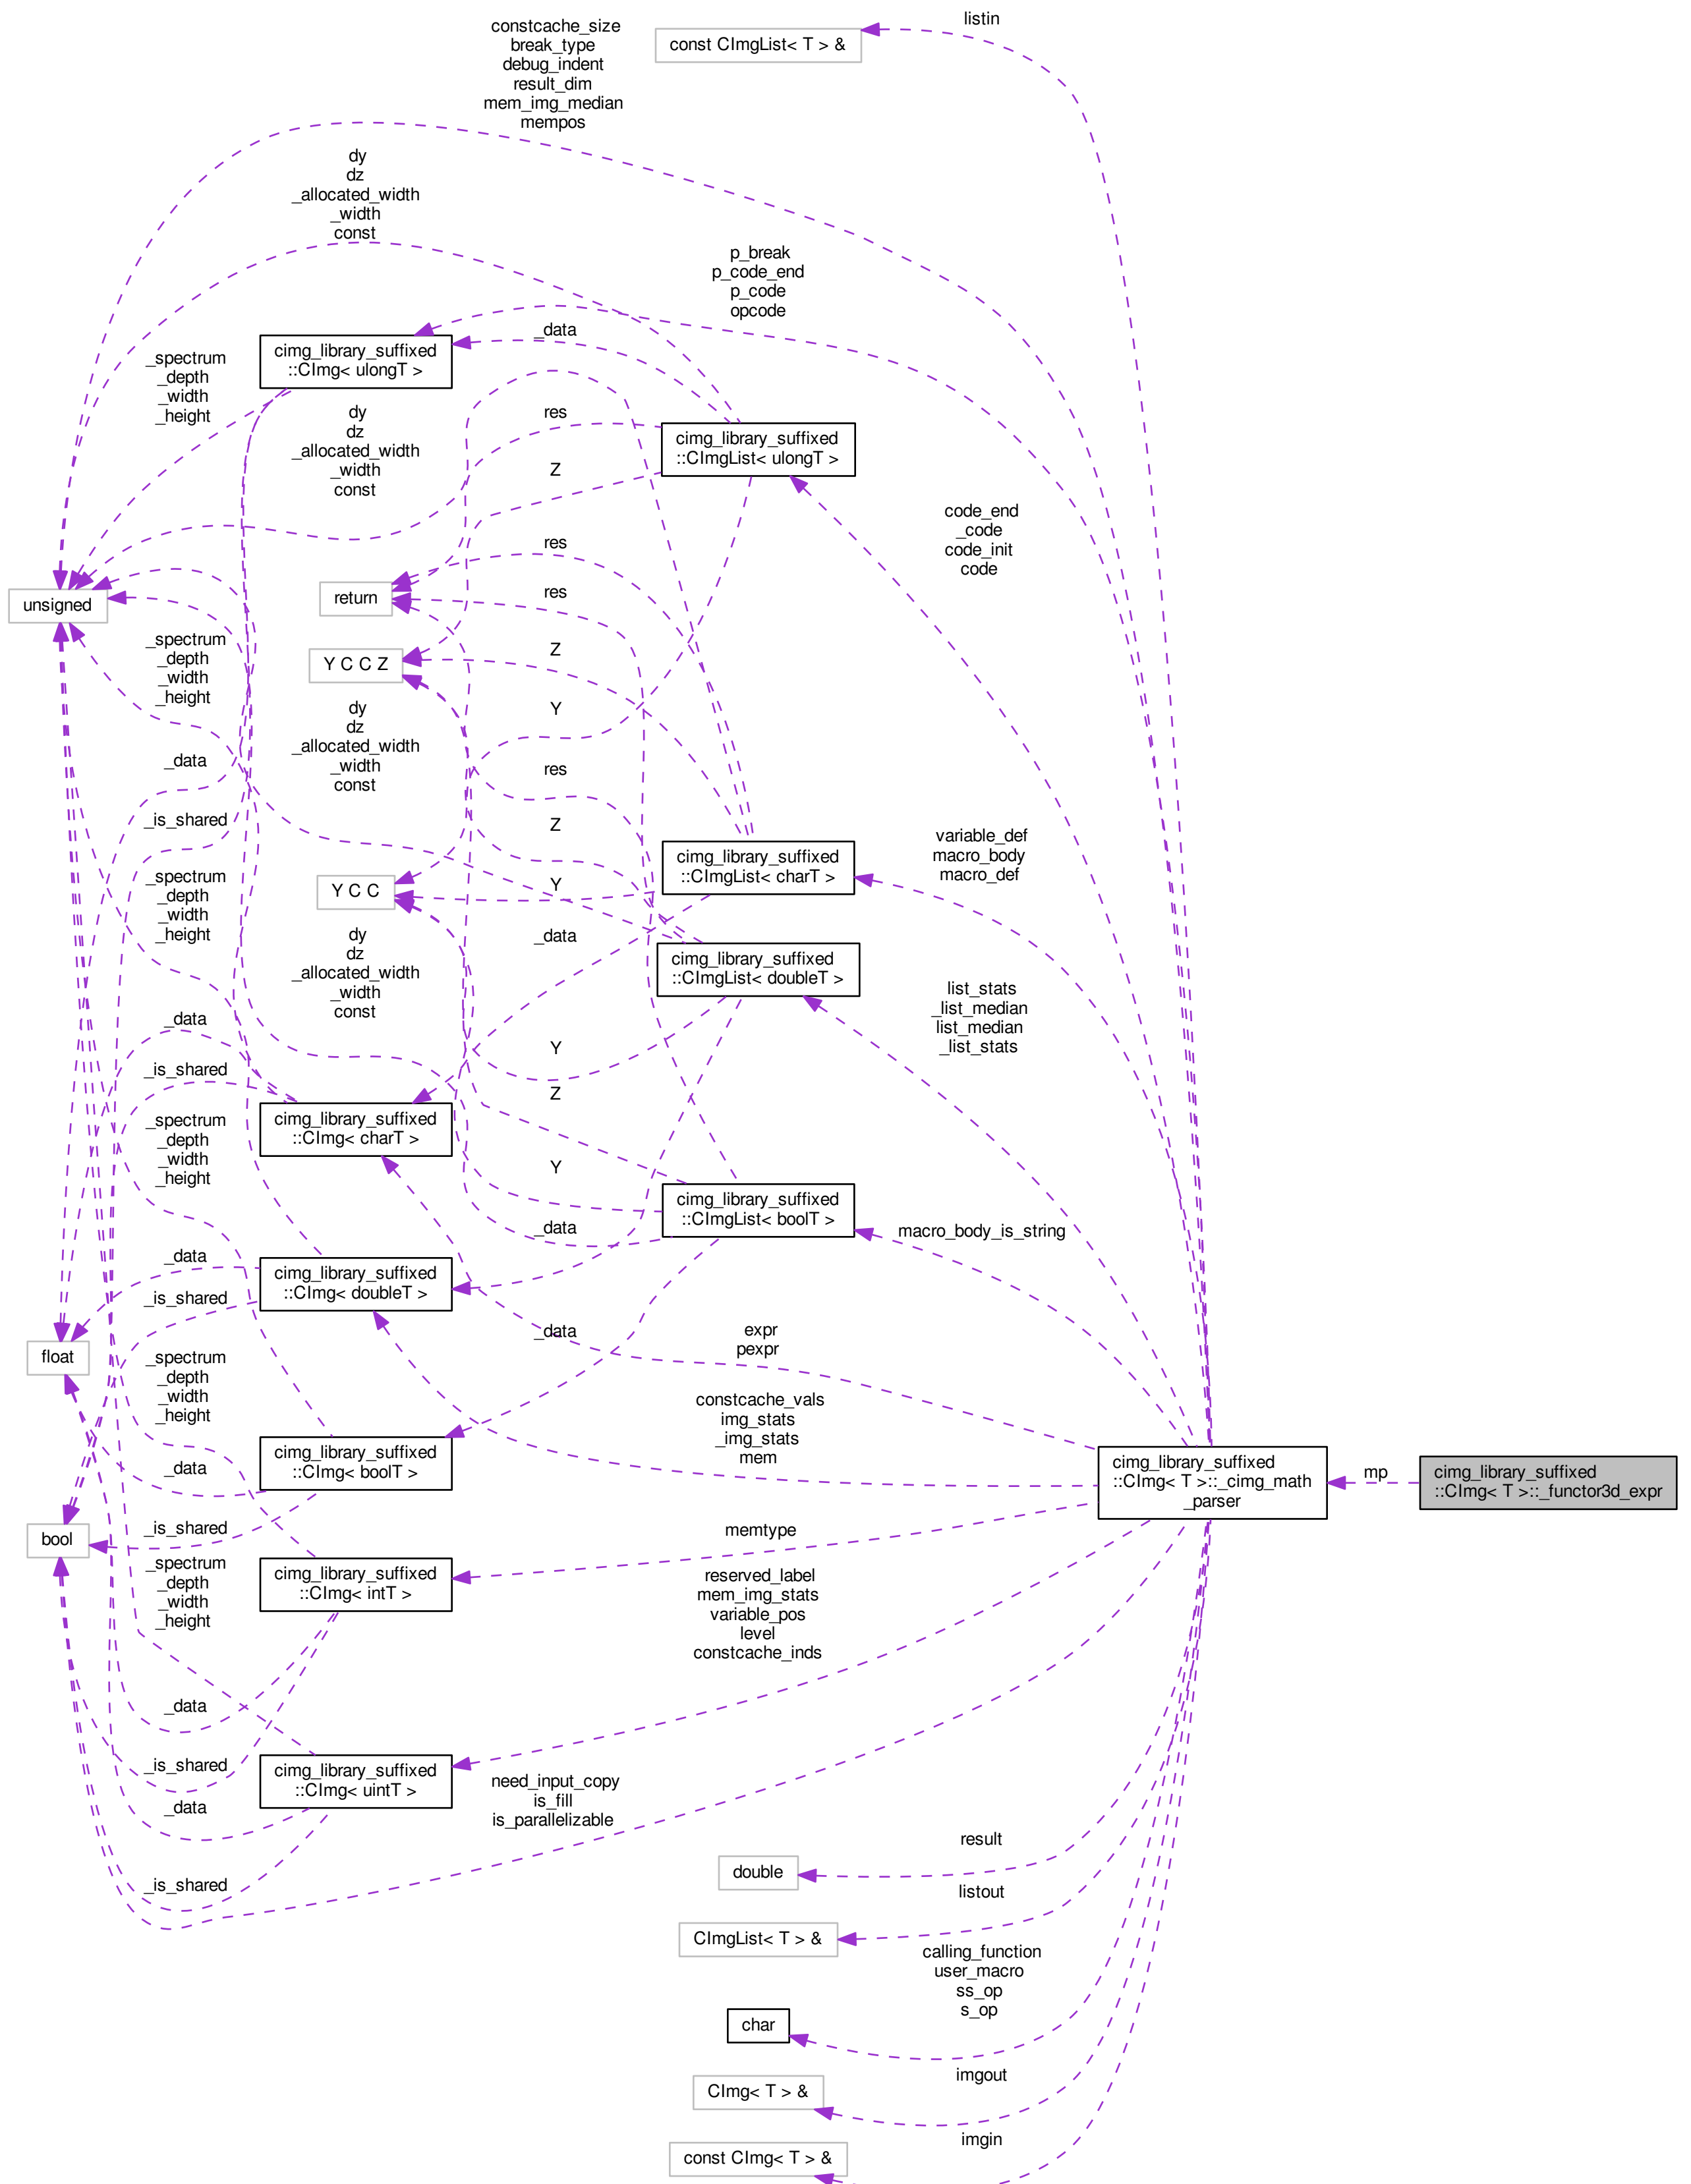 constcache_size
break_type
debug_indent
result_dim
mem_img_median
mempos
const CImgList< T > &
listin
dy
dz
_allocated_width
_width
const
p_break
p_code_end
p_code
opcode
_data
cimg_library_suffixed
::CImg< ulongT >
_spectrum
_depth
_width
_height
dy
dz
_allocated_width
_width
const
res
cimg_library_suffixed
::CImgList< ulongT >
Z
code_end
_code
code_init
code
res
unsigned
return
res
_spectrum
_depth
_width
_height
Y C C Z
Z
dy
dz
_allocated_width
_width
const
Y
_data
res
_is_shared
Z
variable_def
macro_body
macro_def
cimg_library_suffixed
::CImgList< charT >
_spectrum
_depth
_width
_height
Y C C
Y
dy
dz
_allocated_width
_width
const
_data
cimg_library_suffixed
::CImgList< doubleT >
list_stats
_list_median
list_median
_list_stats
_data
Y
_is_shared
Z
cimg_library_suffixed
::CImg< charT >
_spectrum
_depth
_width
_height
Y
cimg_library_suffixed
::CImgList< boolT >
_data
macro_body_is_string
_data
cimg_library_suffixed
::CImg< doubleT >
_is_shared
_data
expr
pexpr
float
_spectrum
_depth
_width
_height
constcache_vals
img_stats
_img_stats
mem
cimg_library_suffixed
::CImg< boolT >
_data
cimg_library_suffixed
::CImg< T >::_cimg_math
_parser
mp
cimg_library_suffixed
::CImg< T >::_functor3d_expr
bool
_is_shared
memtype
_spectrum
_depth
_width
_height
cimg_library_suffixed
::CImg< intT >
reserved_label
mem_img_stats
variable_pos
level
constcache_inds
_data
_is_shared
cimg_library_suffixed
::CImg< uintT >
_data
need_input_copy
is_fill
is_parallelizable
_is_shared
result
double
listout
CImgList< T > &
calling_function
user_macro
ss_op
s_op
char
imgout
CImg< T > &
imgin
const CImg< T > &